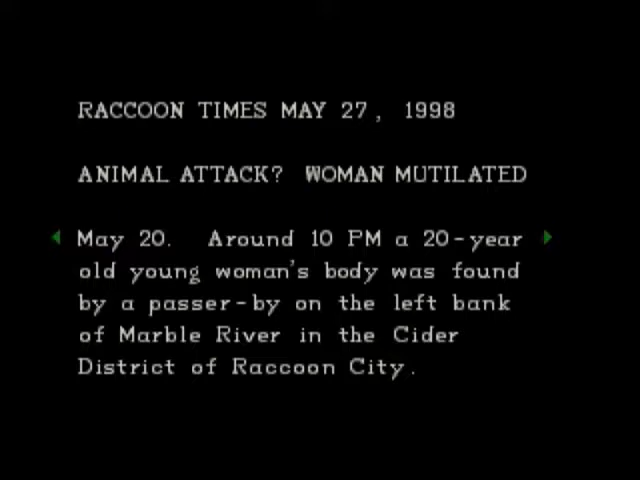 RACCOON TIMES MAY 27, 1998
ANIMAL ATTACK? WOMAN MUTILATED
May 20. Around 10 PM a 20-year
old young woman's body was found
by a passer-by on the left bank
of Marble River in the Cider
District of Raccoon City.